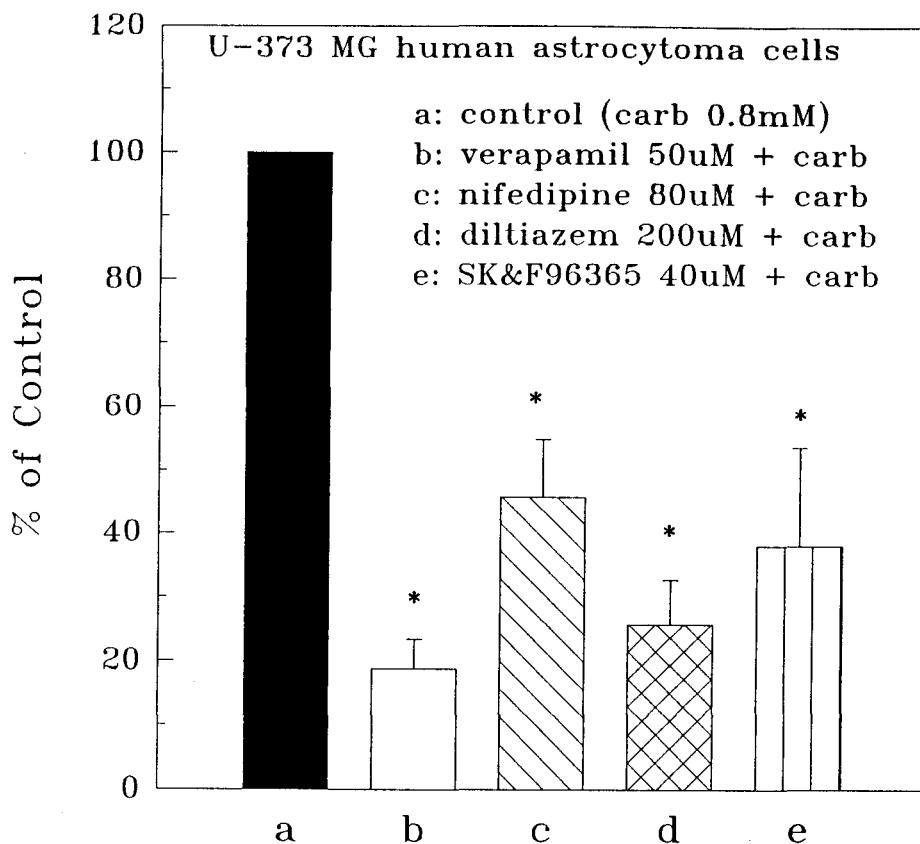 120
100
80
60
40
20
0
% of Control
U-373 MG human astrocytoma cells
a: control (carb 0.8mM)
b: verapamil 50uM + carb
c: nifedipine 80uM + carb
d: diltiazem 200uM + carb
e: SK&F96365 40uM + carb
*
*
*
*
a b c d e